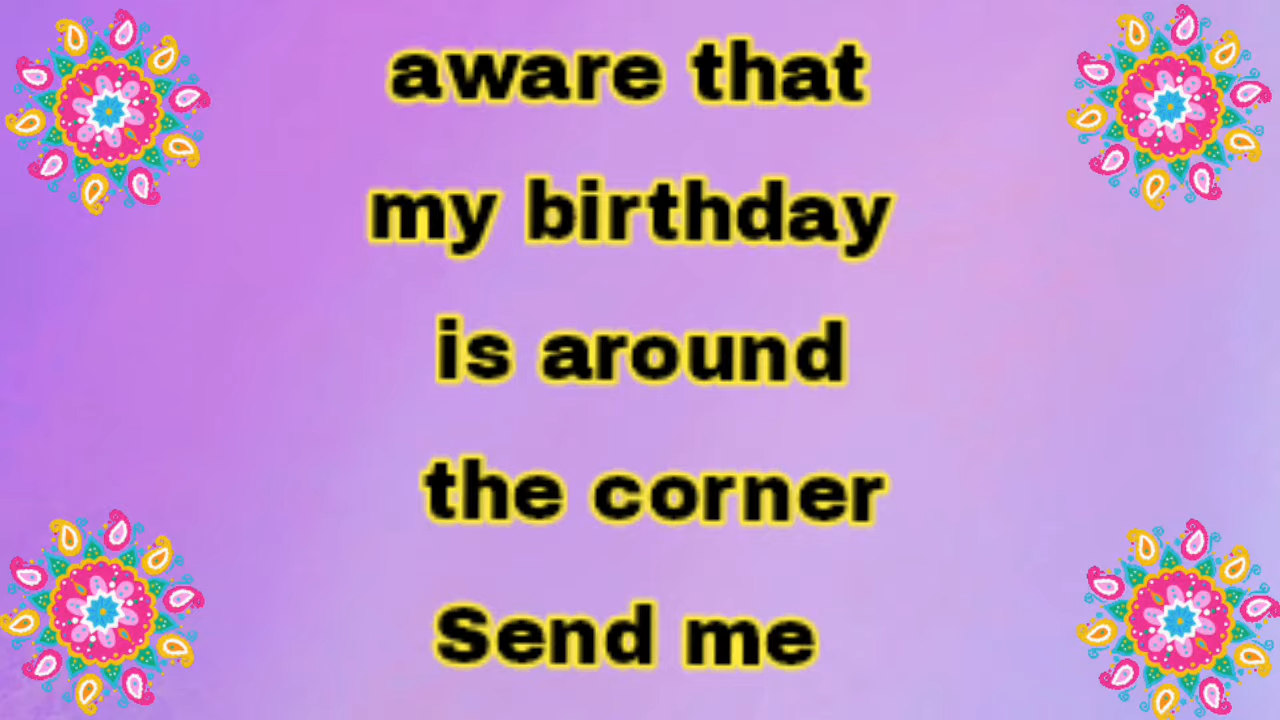 aware that
my birthday
is around
the corner
Send me